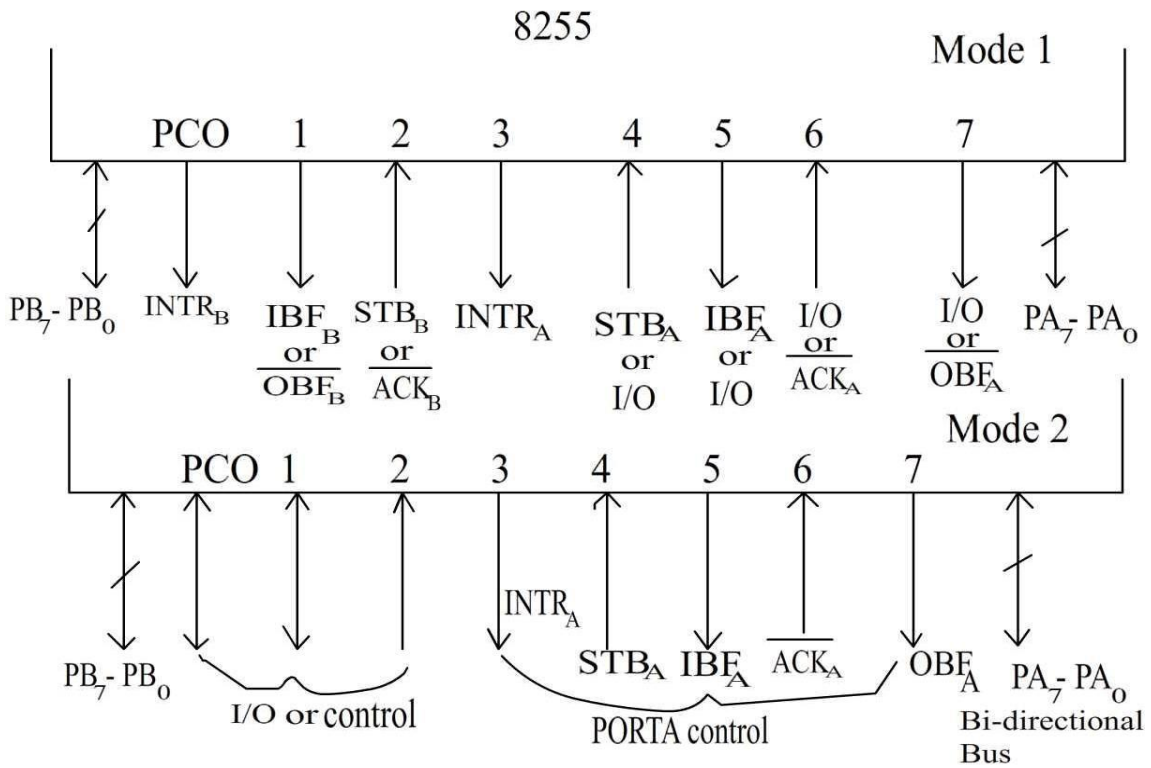 8255
Mode 1
PCO 1 2 3 4 5 6 7
PB7- PB0 INTRB IBFB STBB INTRA STBA IBFA I/O I/O PA7- PA0
or or or or or or
OBFB ACKB I/O I/O ACKA OBFA
Mode 2
PCO 1 2 3 4 5 6 7
INTRA
PB7- PB0 STBA IBFA ACKA OBFA PA7- PA0
I/O or control PORTA control Bi-directional
Bus